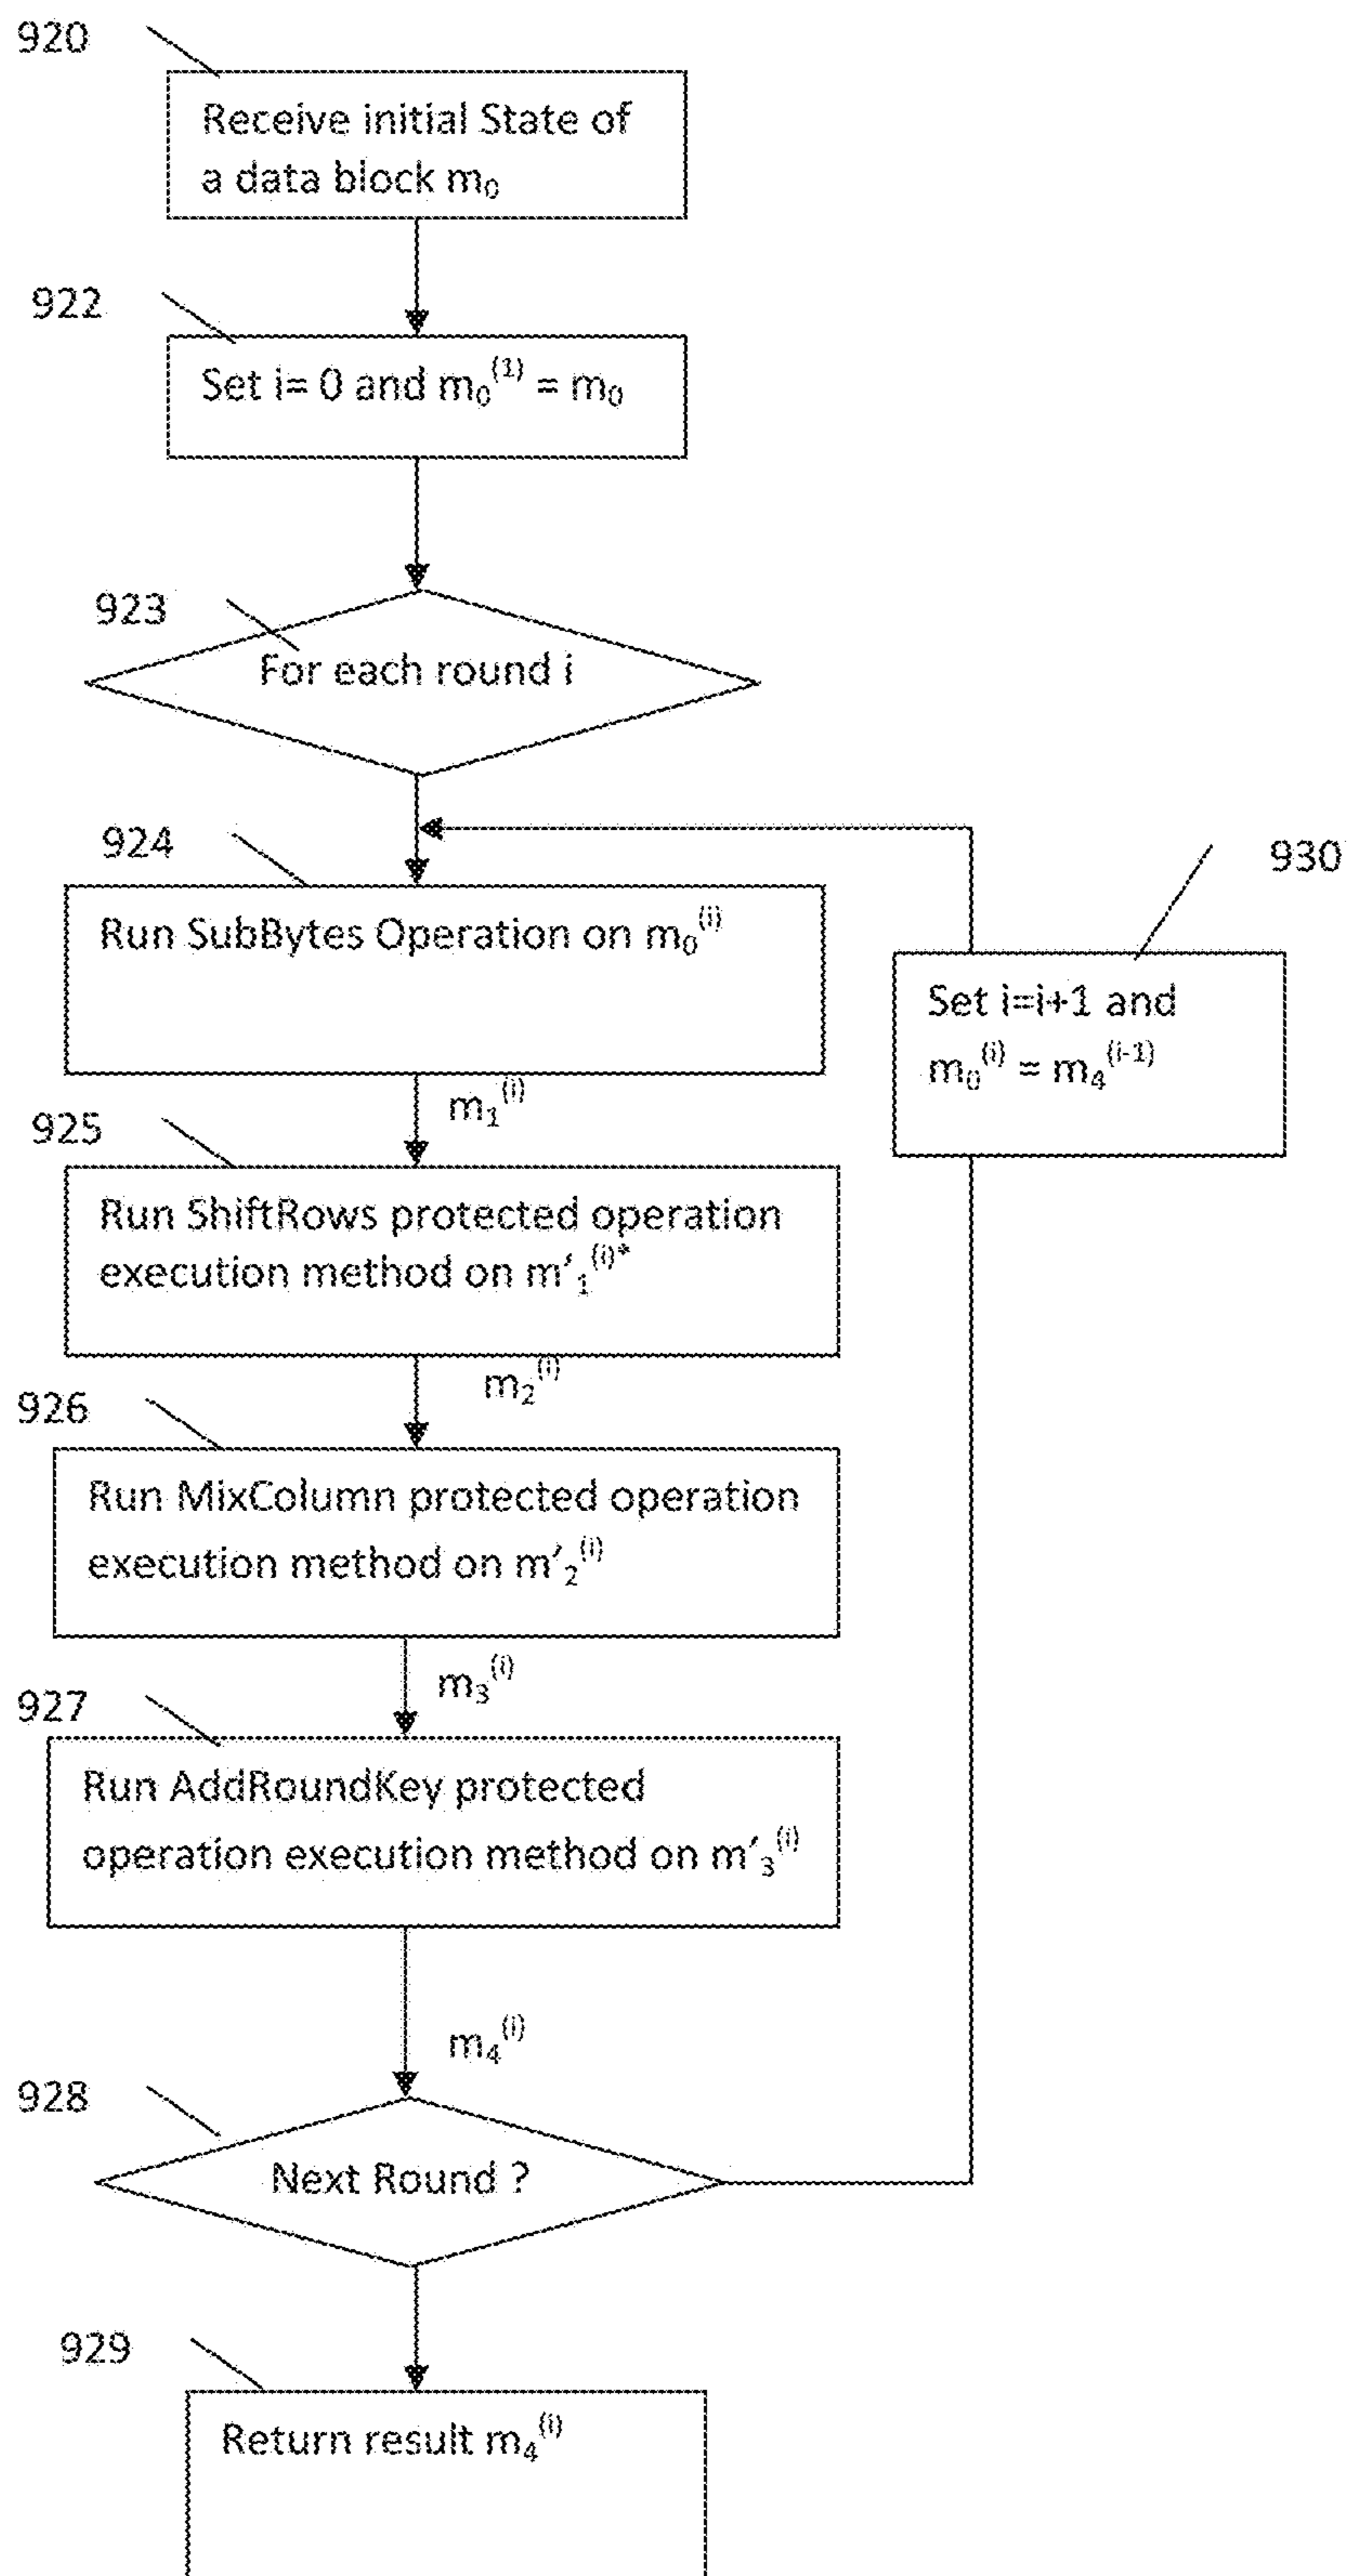 920
Receive initial State of
a data block m₀
922
Set i= 0 and m₀⁽¹⁾ = m₀
923
For each round i
924
Run SubBytes Operation on m₀⁽ⁱ⁾
930
Set i=i+1 and
m₀⁽ⁱ⁾ = m₄⁽ⁱ⁻¹⁾
m₁⁽ⁱ⁾
925
Run ShiftRows protected operation
execution method on m′₁⁽ⁱ⁾*
m₂⁽ⁱ⁾
926
Run MixColumn protected operation
execution method on m′₂⁽ⁱ⁾
m₃⁽ⁱ⁾
927
Run AddRoundKey protected
operation execution method on m′₃⁽ⁱ⁾
m₄⁽ⁱ⁾
928
Next Round ?
929
Return result m₄⁽ⁱ⁾